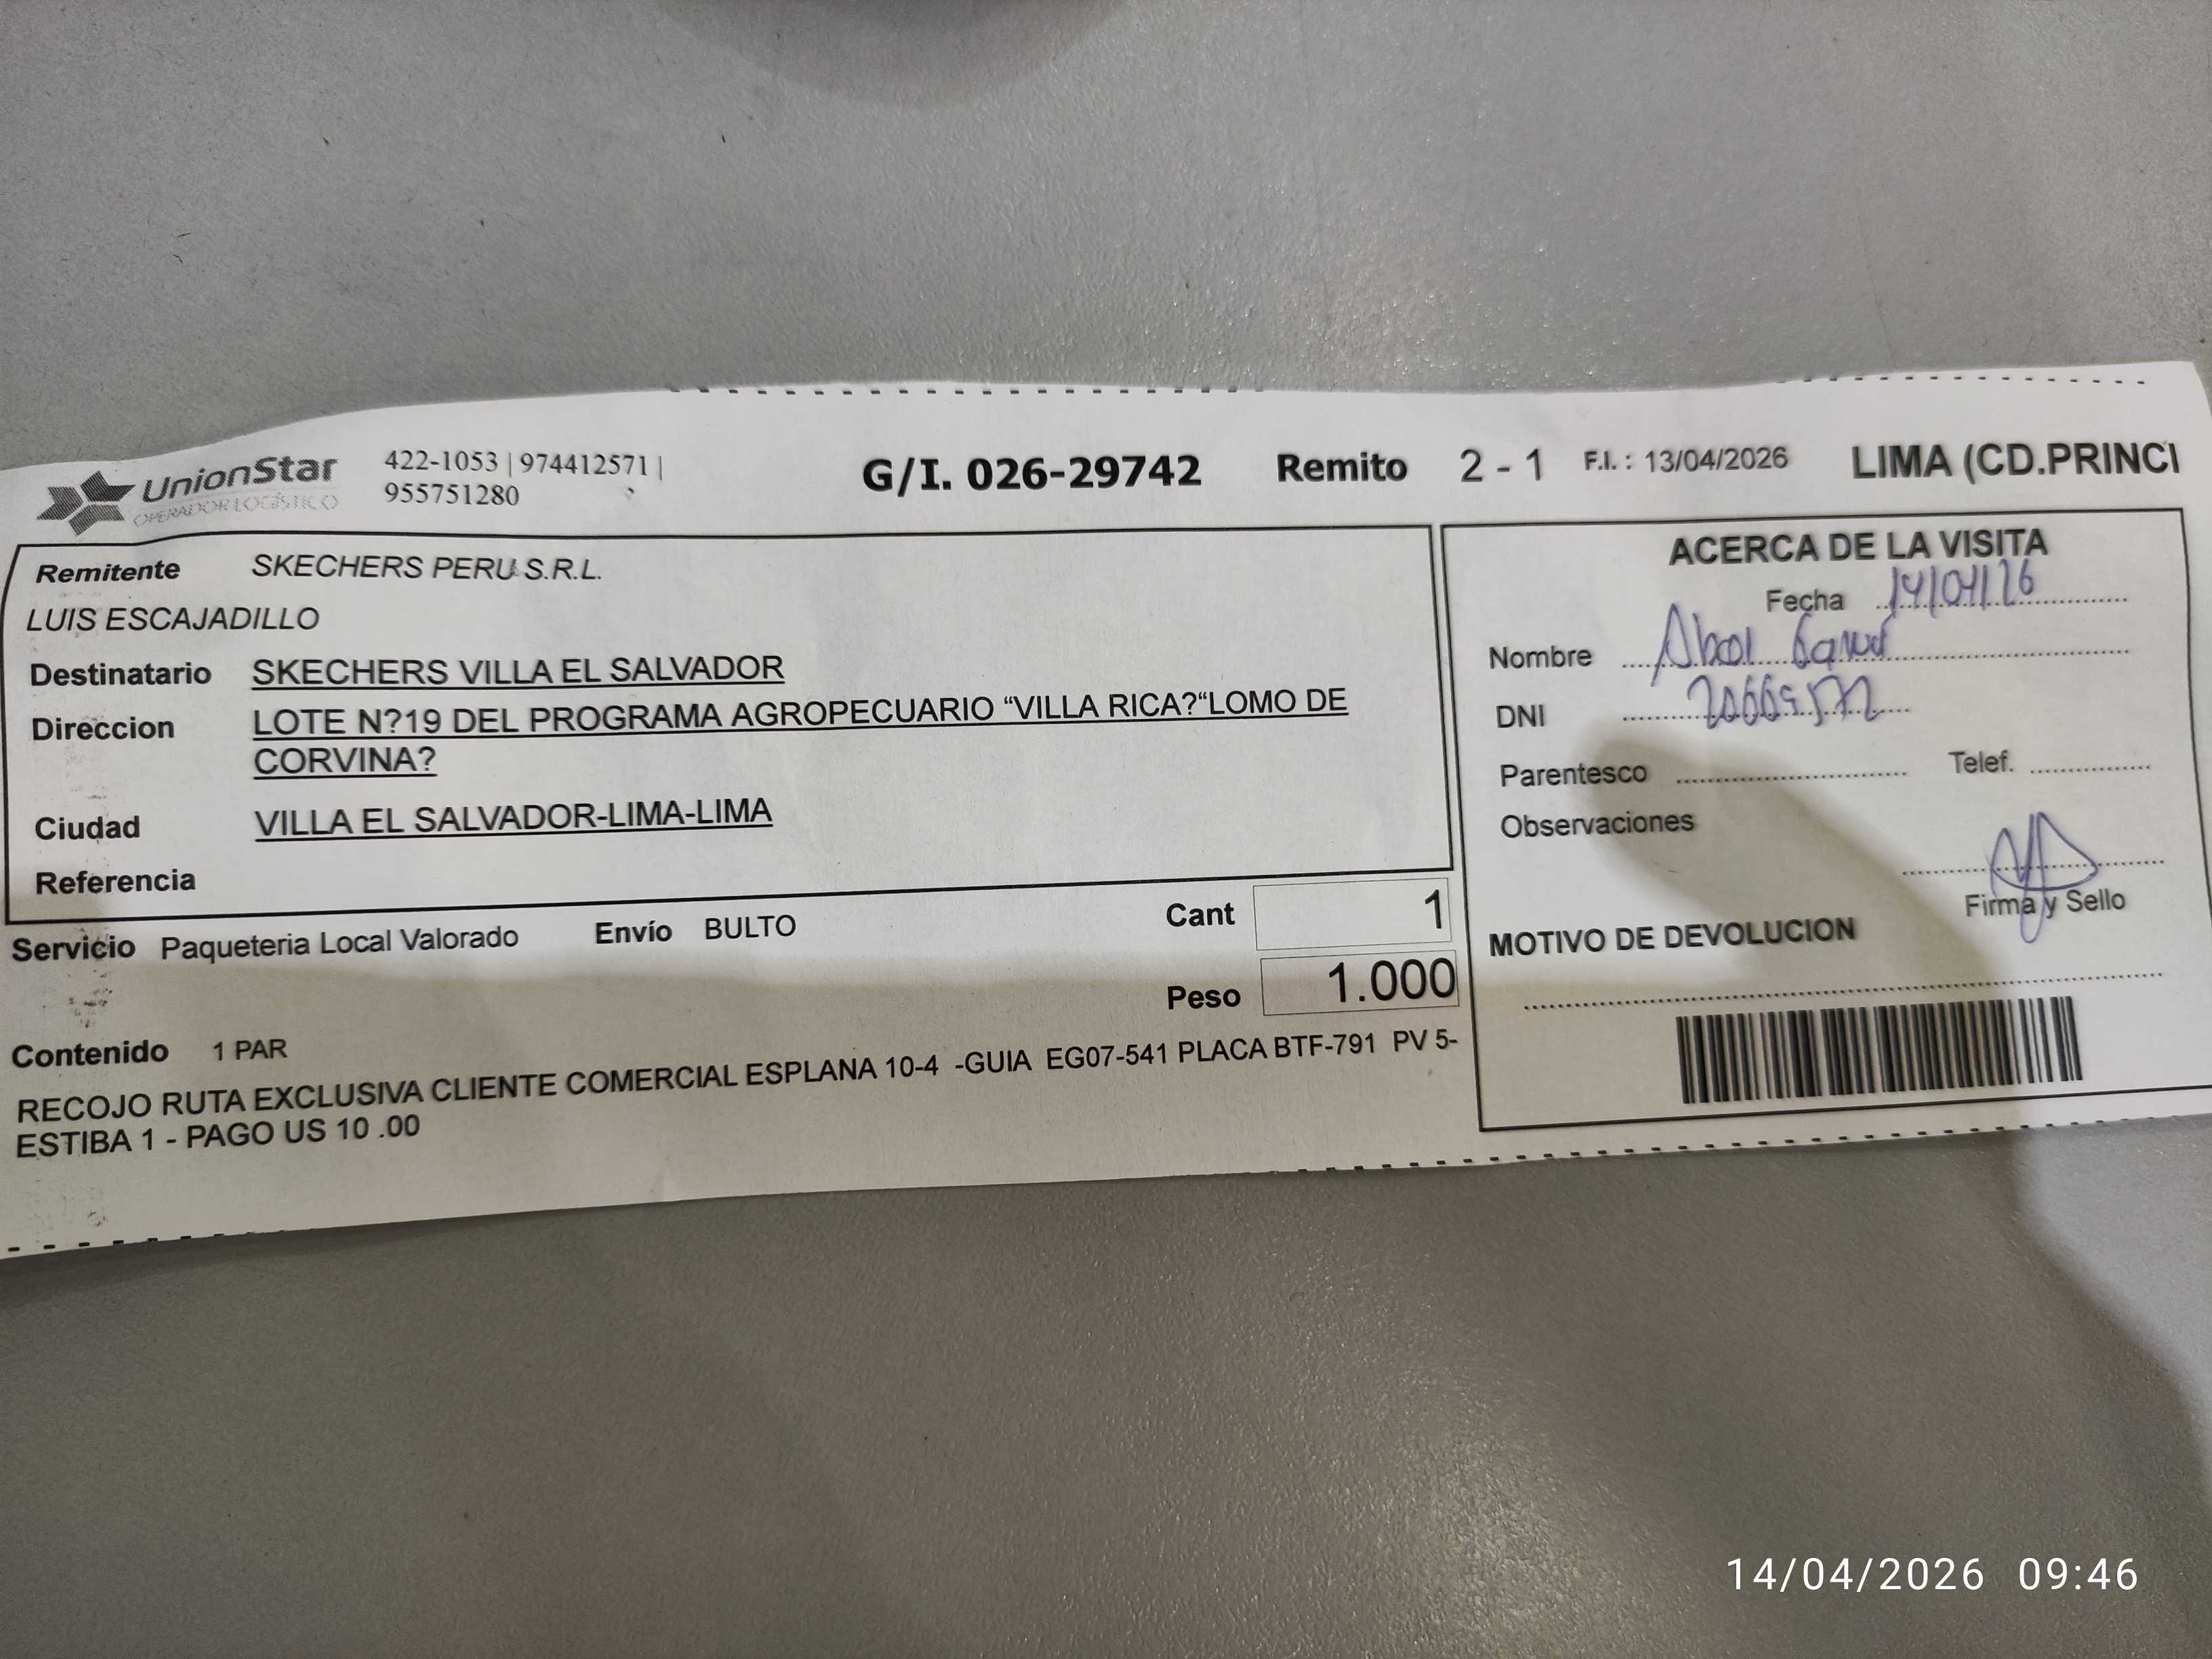 UnionStar
OPERADOR LOGÍSTICO
422-1053 | 974412571 |
955751280
G/I. 026-29742 Remito 2 - 1 F.I. : 13/04/2026 LIMA (CD.PRINCI
Remitente SKECHERS PERU S.R.L.
LUIS ESCAJADILLO
Destinatario SKECHERS VILLA EL SALVADOR
Direccion LOTE N?19 DEL PROGRAMA AGROPECUARIO “VILLA RICA?“LOMO DE
CORVINA?
Ciudad VILLA EL SALVADOR-LIMA-LIMA
Referencia
Servicio Paqueteria Local Valorado Envío BULTO
Cant 1
Peso 1.000
Contenido 1 PAR
RECOJO RUTA EXCLUSIVA CLIENTE COMERCIAL ESPLANA 10-4 -GUIA EG07-541 PLACA BTF-791 PV 5-
ESTIBA 1 - PAGO US 10 .00
ACERCA DE LA VISITA
Fecha 14/04/26
Nombre
DNI
Parentesco Telef.
Observaciones
Firma y Sello
MOTIVO DE DEVOLUCION
14/04/2026 09:46